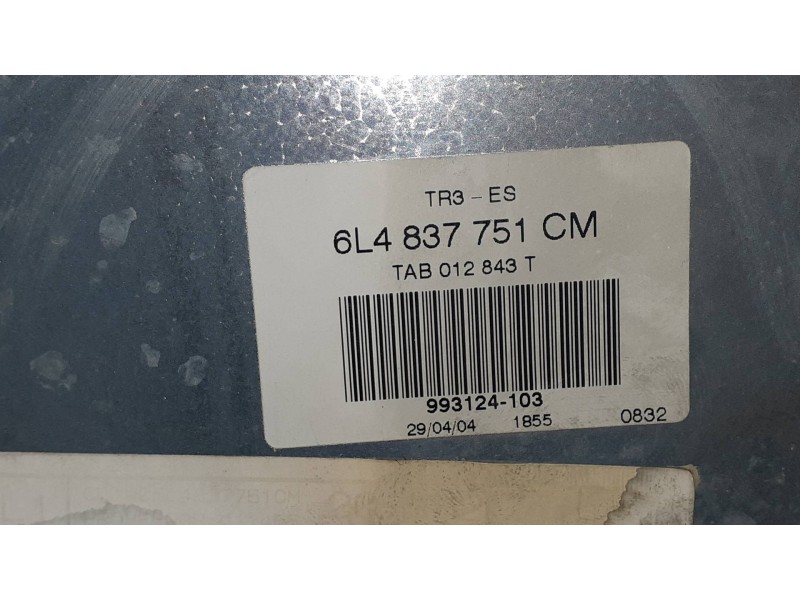 TR3 - ES
6L4 837 751 CM
TAB 012 843 T
993124-103
29/04/04 1855 0832